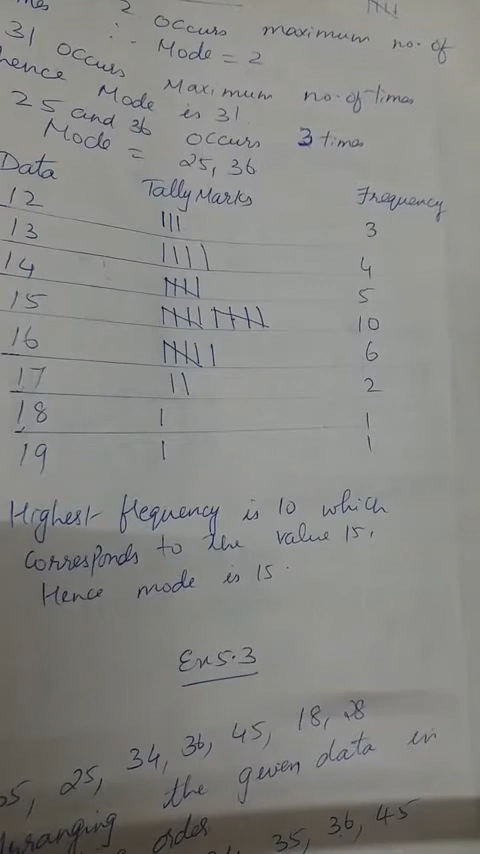 2 occurs maximum no. of
∴ Mode = 2
31 occurs Maximum no. of times
hence Mode is 31.
25 and 36 occurs 3 times
Mode = 25, 36
Data Tally Marks Frequency
12 ||| 3
13 |||| 4
14 𝍸 5
15 𝍸 𝍸 10
16 𝍸 | 6
17 || 2
18 | 1
19 | 1
Highest frequency is 10 which
corresponds to the value 15.
Hence mode is 15.
Ex 5.3
25, 34, 36, 45, 18, 28
the given data in
order
35, 36, 45